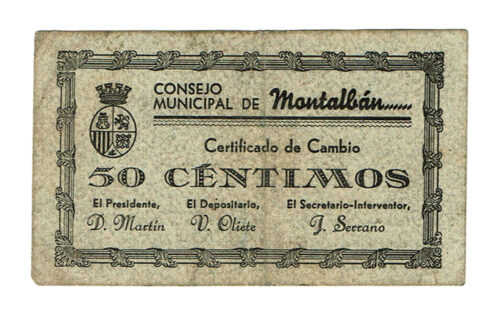 CONSEJO
MUNICIPAL DE Montalbán......
Certificado de Cambio
50 CÉNTIMOS
El Presidente, El Depositario, El Secretario-Interventor,
D. Martín V. Oliete J. Serrano